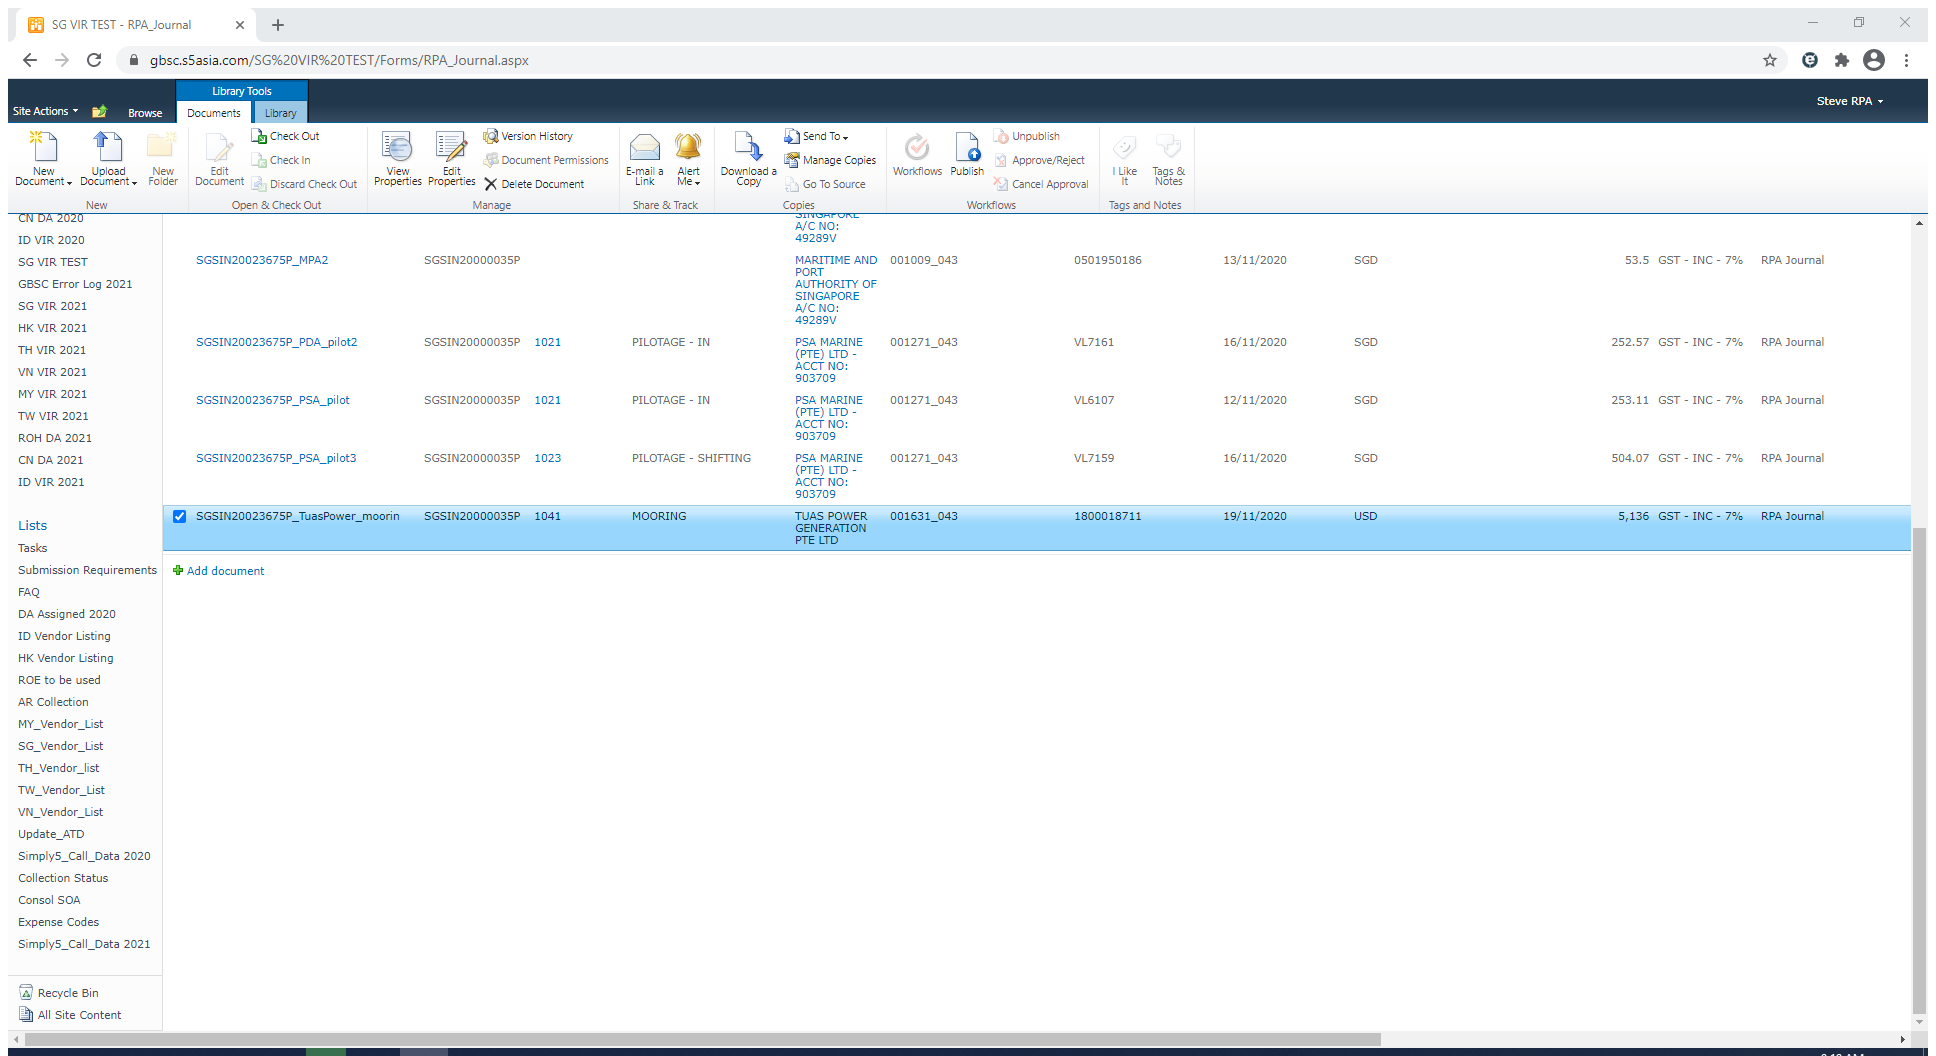 SG VIR TEST - RPA_Journal
gbsc.s5asia.com/SG%20VIR%20TEST/Forms/RPA_Journal.aspx
Library Tools
Site Actions
Browse
Documents
Library
Steve RPA
New Document
Upload Document
New Folder
New
Edit Document
Check Out
Check In
Discard Check Out
Open & Check Out
View Properties
Edit Properties
Version History
Document Permissions
Delete Document
Manage
E-mail a Link
Alert Me
Share & Track
Download a Copy
Send To
Manage Copies
Go To Source
Copies
Workflows
Publish
Unpublish
Approve/Reject
Cancel Approval
Workflows
I Like It
Tags & Notes
Tags and Notes
CN DA 2020
ID VIR 2020
SG VIR TEST
GBSC Error Log 2021
SG VIR 2021
HK VIR 2021
TH VIR 2021
VN VIR 2021
MY VIR 2021
TW VIR 2021
ROH DA 2021
CN DA 2021
ID VIR 2021
Lists
Tasks
Submission Requirements
FAQ
DA Assigned 2020
ID Vendor Listing
HK Vendor Listing
ROE to be used
AR Collection
MY_Vendor_List
SG_Vendor_List
TH_Vendor_list
TW_Vendor_List
VN_Vendor_List
Update_ATD
Simply5_Call_Data 2020
Collection Status
Consol SOA
Expense Codes
Simply5_Call_Data 2021
Recycle Bin
All Site Content
SINGAPORE
A/C NO:
49289V
SGSIN20023675P_MPA2 SGSIN20000035P MARITIME AND 001009_043 0501950186 13/11/2020 SGD 53.5 GST - INC - 7% RPA Journal
PORT
AUTHORITY OF
SINGAPORE
A/C NO:
49289V
SGSIN20023675P_PDA_pilot2 SGSIN20000035P 1021 PILOTAGE - IN PSA MARINE 001271_043 VL7161 16/11/2020 SGD 252.57 GST - INC - 7% RPA Journal
(PTE) LTD -
ACCT NO:
903709
SGSIN20023675P_PSA_pilot SGSIN20000035P 1021 PILOTAGE - IN PSA MARINE 001271_043 VL6107 12/11/2020 SGD 253.11 GST - INC - 7% RPA Journal
(PTE) LTD -
ACCT NO:
903709
SGSIN20023675P_PSA_pilot3 SGSIN20000035P 1023 PILOTAGE - SHIFTING PSA MARINE 001271_043 VL7159 16/11/2020 SGD 504.07 GST - INC - 7% RPA Journal
(PTE) LTD -
ACCT NO:
903709
SGSIN20023675P_TuasPower_moorin SGSIN20000035P 1041 MOORING TUAS POWER 001631_043 1800018711 19/11/2020 USD 5,136 GST - INC - 7% RPA Journal
GENERATION
PTE LTD
Add document